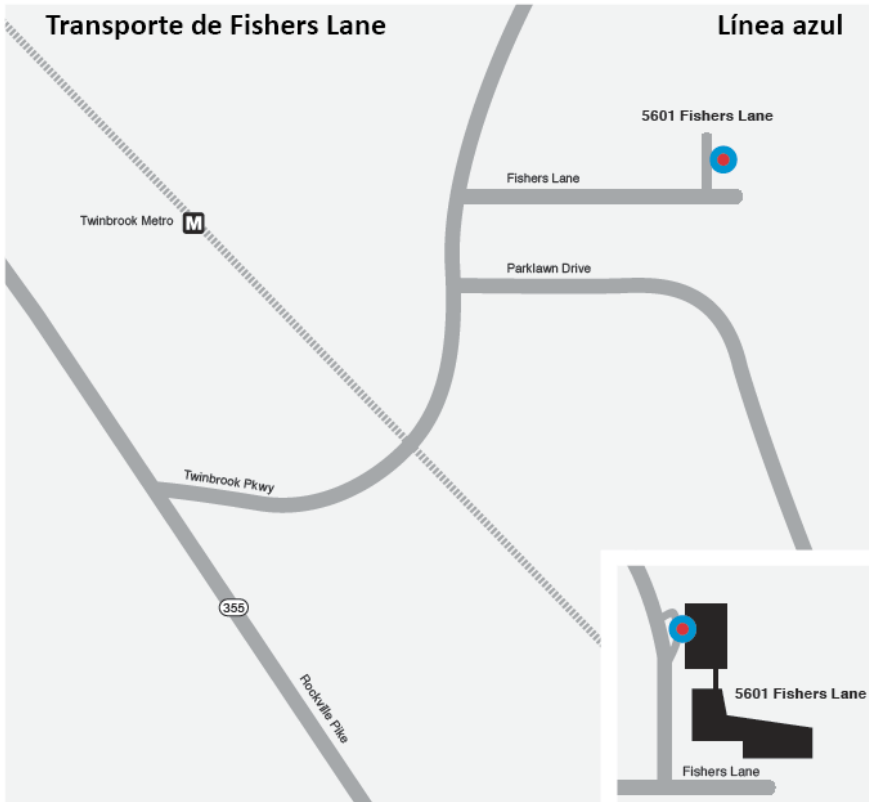 Transporte de Fishers Lane
Línea azul
5601 Fishers Lane
Fishers Lane
Twinbrook Metro M
Parklawn Drive
Twinbrook Pkwy
355
Rockville Pike
5601 Fishers Lane
Fishers Lane